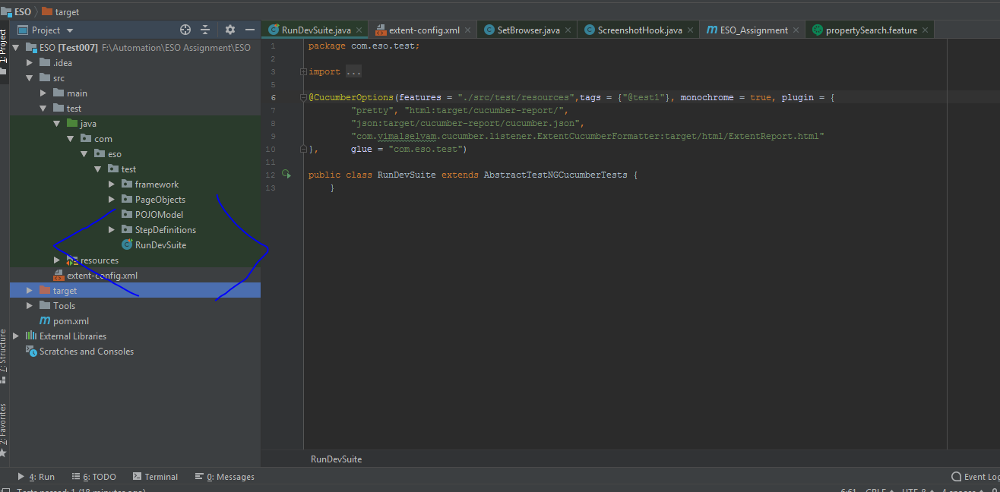 ESO target
Project
RunDevSuite.java extent-config.xml SetBrowser.java ScreenshotHook.java ESO_Assignment propertySearch.feature
1: Project
ESO [Test007] F:\Automation\ESO Assignment\ESO
.idea
src
main
test
java
com
eso
test
framework
PageObjects
POJOModel
StepDefinitions
RunDevSuite
resources
extent-config.xml
target
Tools
pom.xml
External Libraries
Scratches and Consoles
7: Structure
2: Favorites
1 package com.eso.test;
2
3 import ...
5
6 @CucumberOptions(features = "./src/test/resources",tags = {"@test1"}, monochrome = true, plugin = {
7 "pretty", "html:target/cucumber-report/",
8 "json:target/cucumber-report/cucumber.json",
9 "com.vimalselvam.cucumber.listener.ExtentCucumberFormatter:target/html/ExtentReport.html"
10 }, glue = "com.eso.test")
11
12 public class RunDevSuite extends AbstractTestNGCucumberTests {
13 }
RunDevSuite
4: Run 6: TODO Terminal 0: Messages Event Log
Tests passed: 1 (18 minutes ago) 6:61 CRLF UTF-8 4 spaces